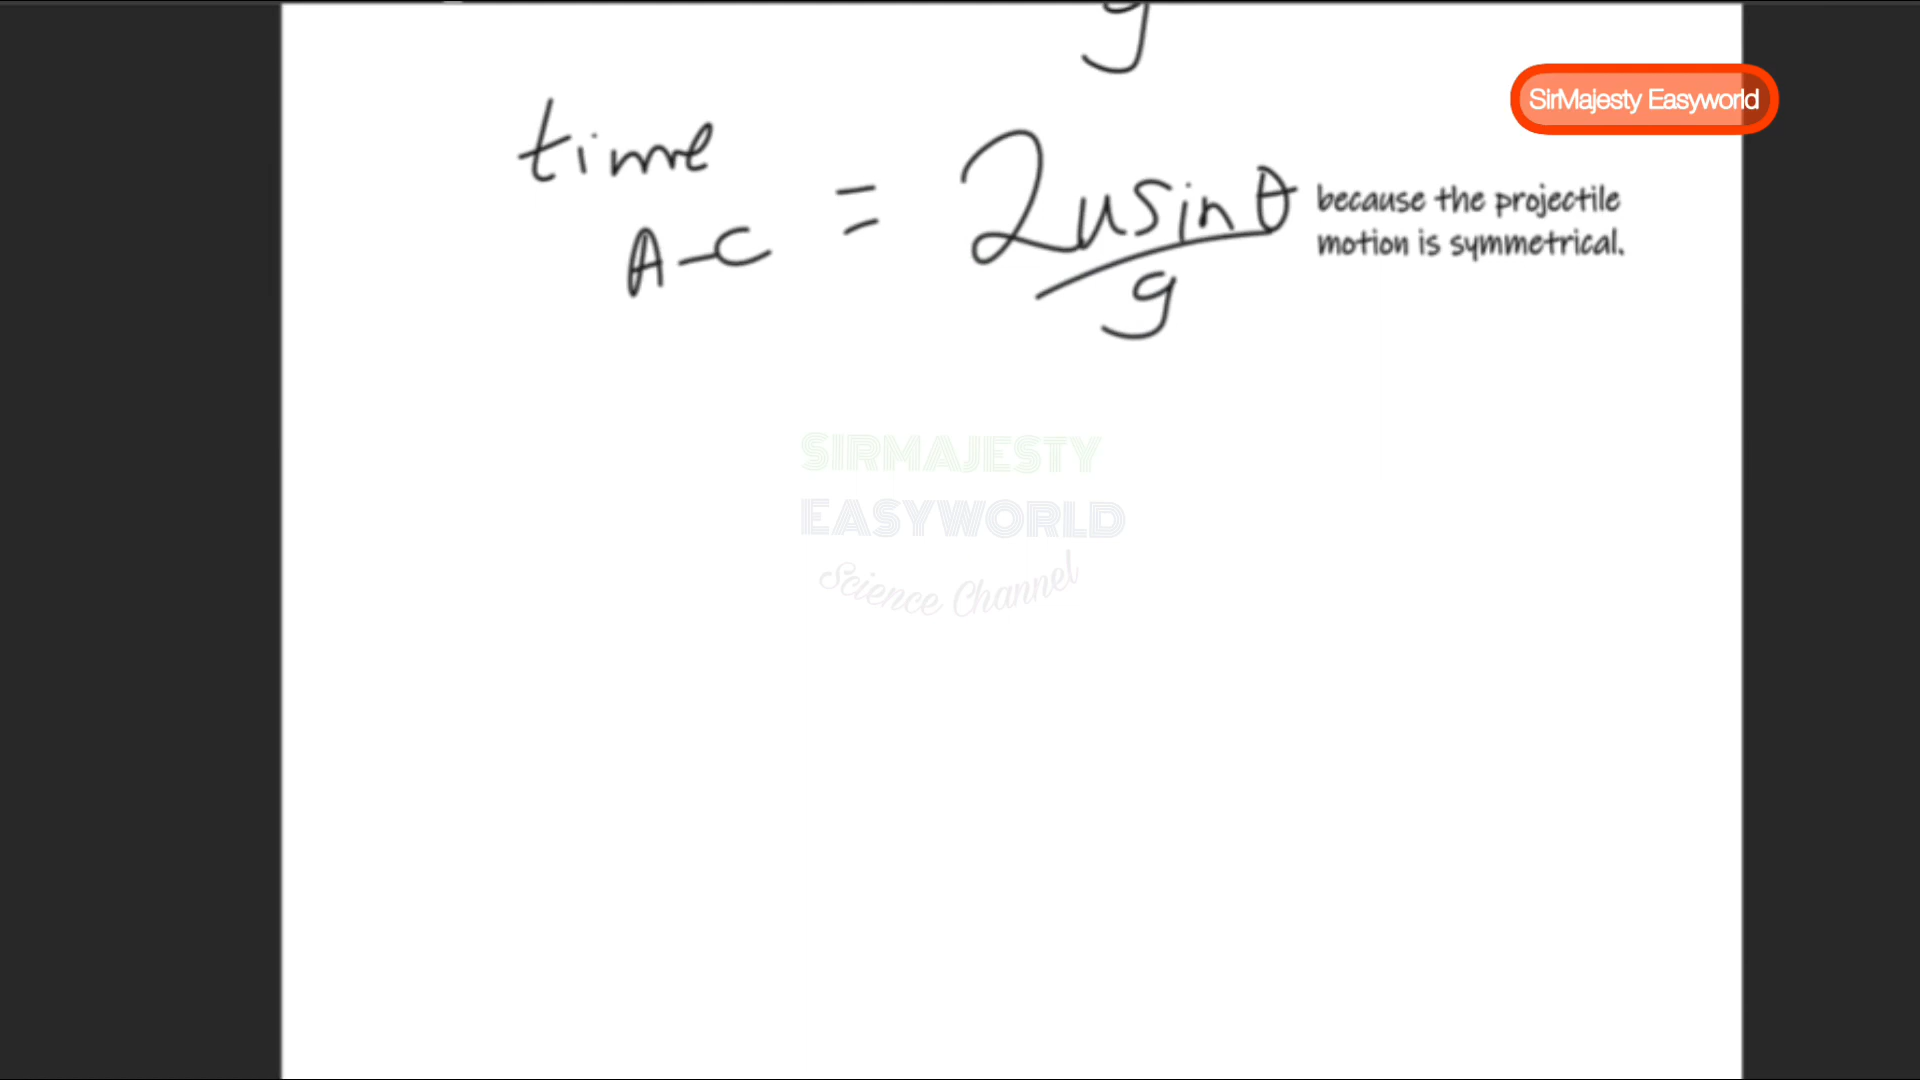 g
SirMajesty Easyworld
time
A-C = 2usinθ
g
because the projectile
motion is symmetrical.
SIRMAJESTY
EASYWORLD
Science Channel